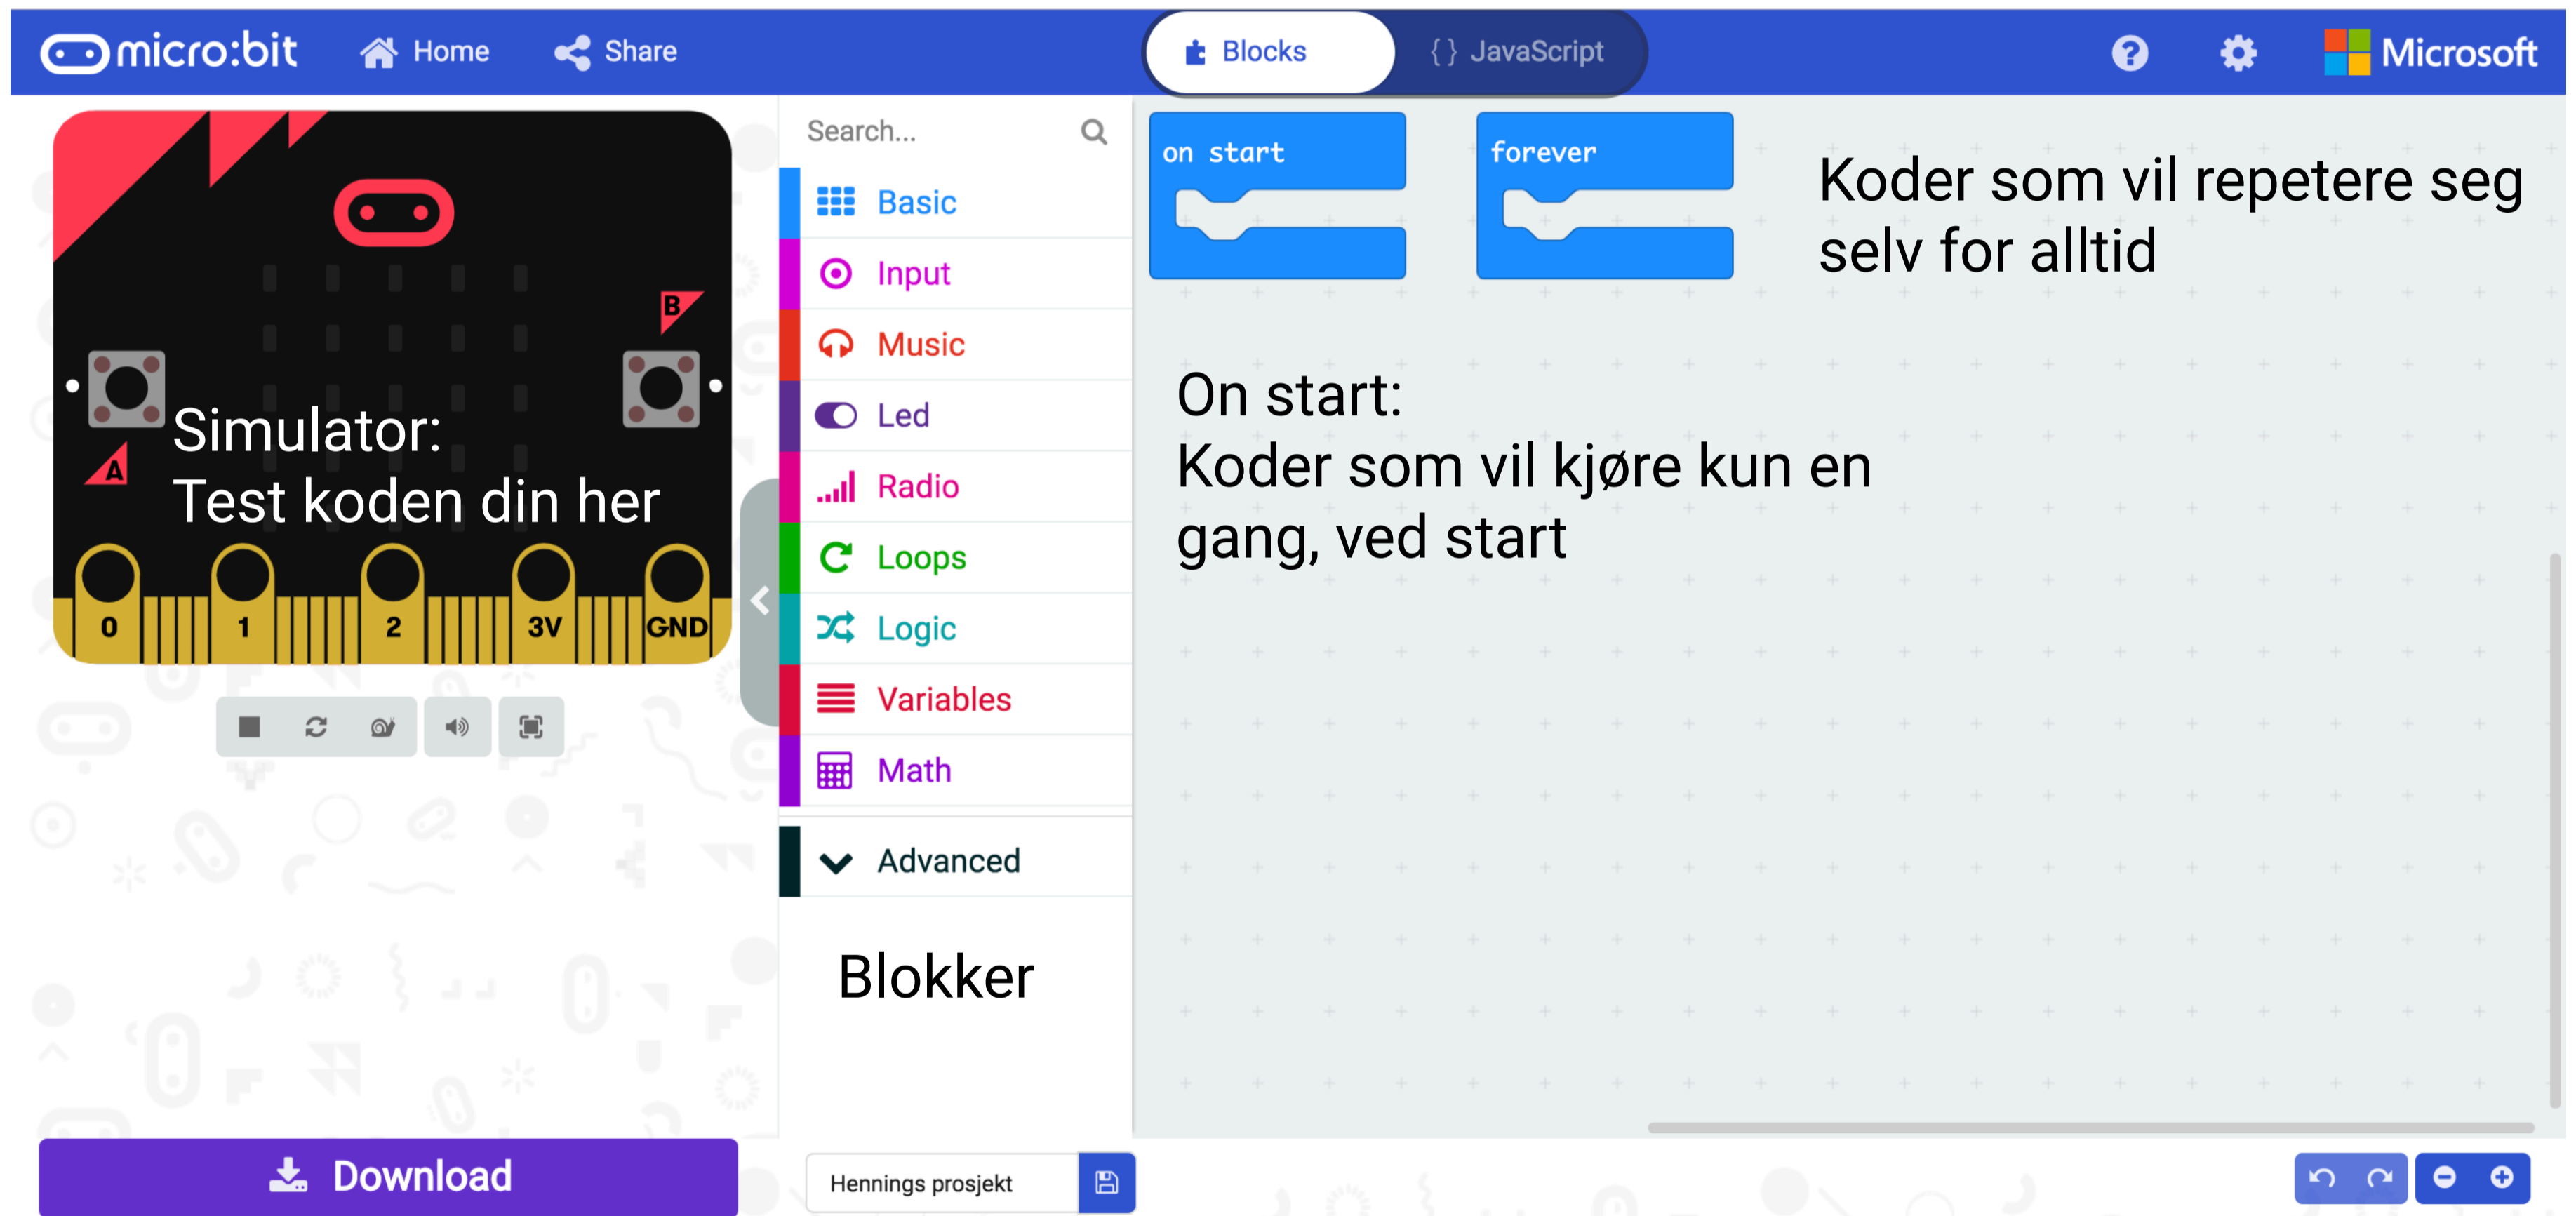 micro:bit
Home
Share
Blocks
{ } JavaScript
?
Microsoft
B
A
Simulator:
Test koden din her
0
1
2
3V
GND
Download
Search...
Basic
Input
Music
Led
Radio
Loops
Logic
Variables
Math
Advanced
Blokker
Hennings prosjekt
on start
forever
Koder som vil repetere seg
selv for alltid
On start:
Koder som vil kjøre kun en
gang, ved start